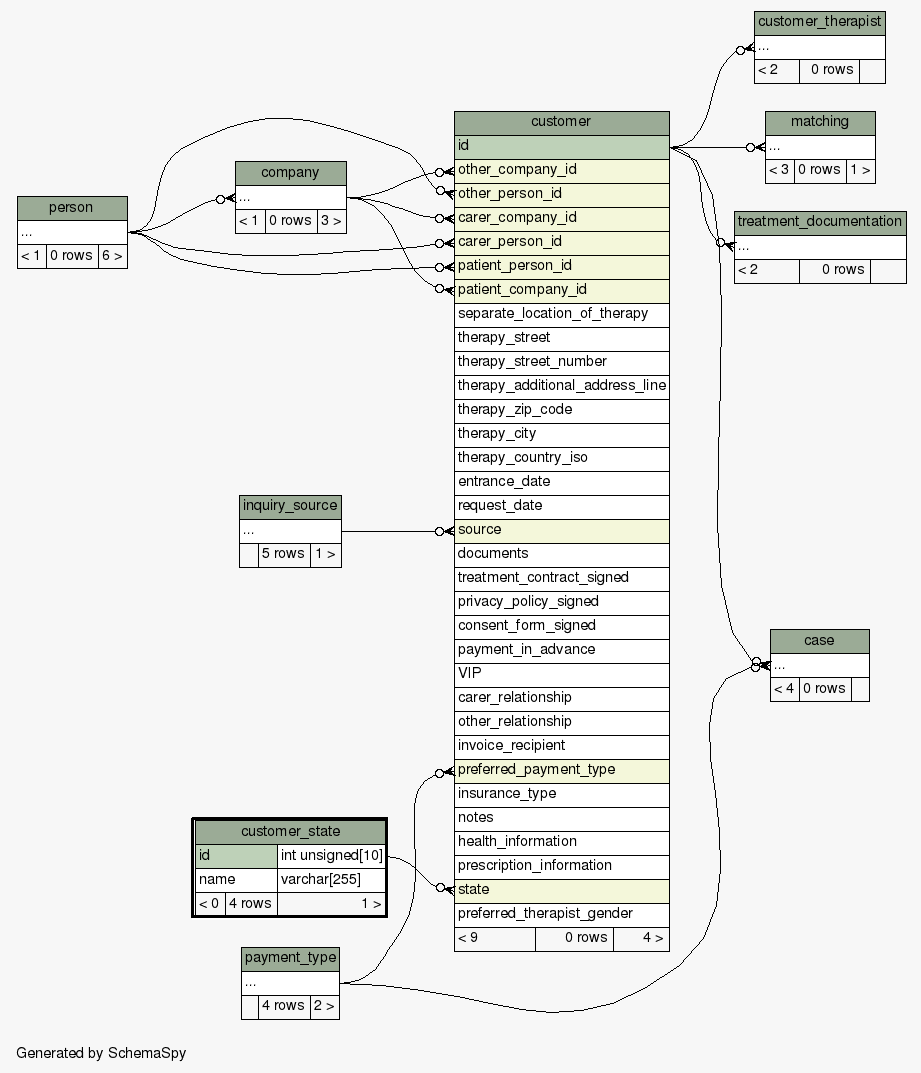 customer_therapist
...
< 2 0 rows
customer
id
other_company_id
other_person_id
carer_company_id
carer_person_id
patient_person_id
patient_company_id
separate_location_of_therapy
therapy_street
therapy_street_number
therapy_additional_address_line
therapy_zip_code
therapy_city
therapy_country_iso
entrance_date
request_date
source
documents
treatment_contract_signed
privacy_policy_signed
consent_form_signed
payment_in_advance
VIP
carer_relationship
other_relationship
invoice_recipient
preferred_payment_type
insurance_type
notes
health_information
prescription_information
state
preferred_therapist_gender
< 9 0 rows 4 >
matching
...
< 3 0 rows 1 >
company
...
< 1 0 rows 3 >
person
...
< 1 0 rows 6 >
treatment_documentation
...
< 2 0 rows
inquiry_source
...
5 rows 1 >
case
...
< 4 0 rows
customer_state
id int unsigned[10]
name varchar[255]
< 0 4 rows 1 >
payment_type
...
4 rows 2 >
Generated by SchemaSpy